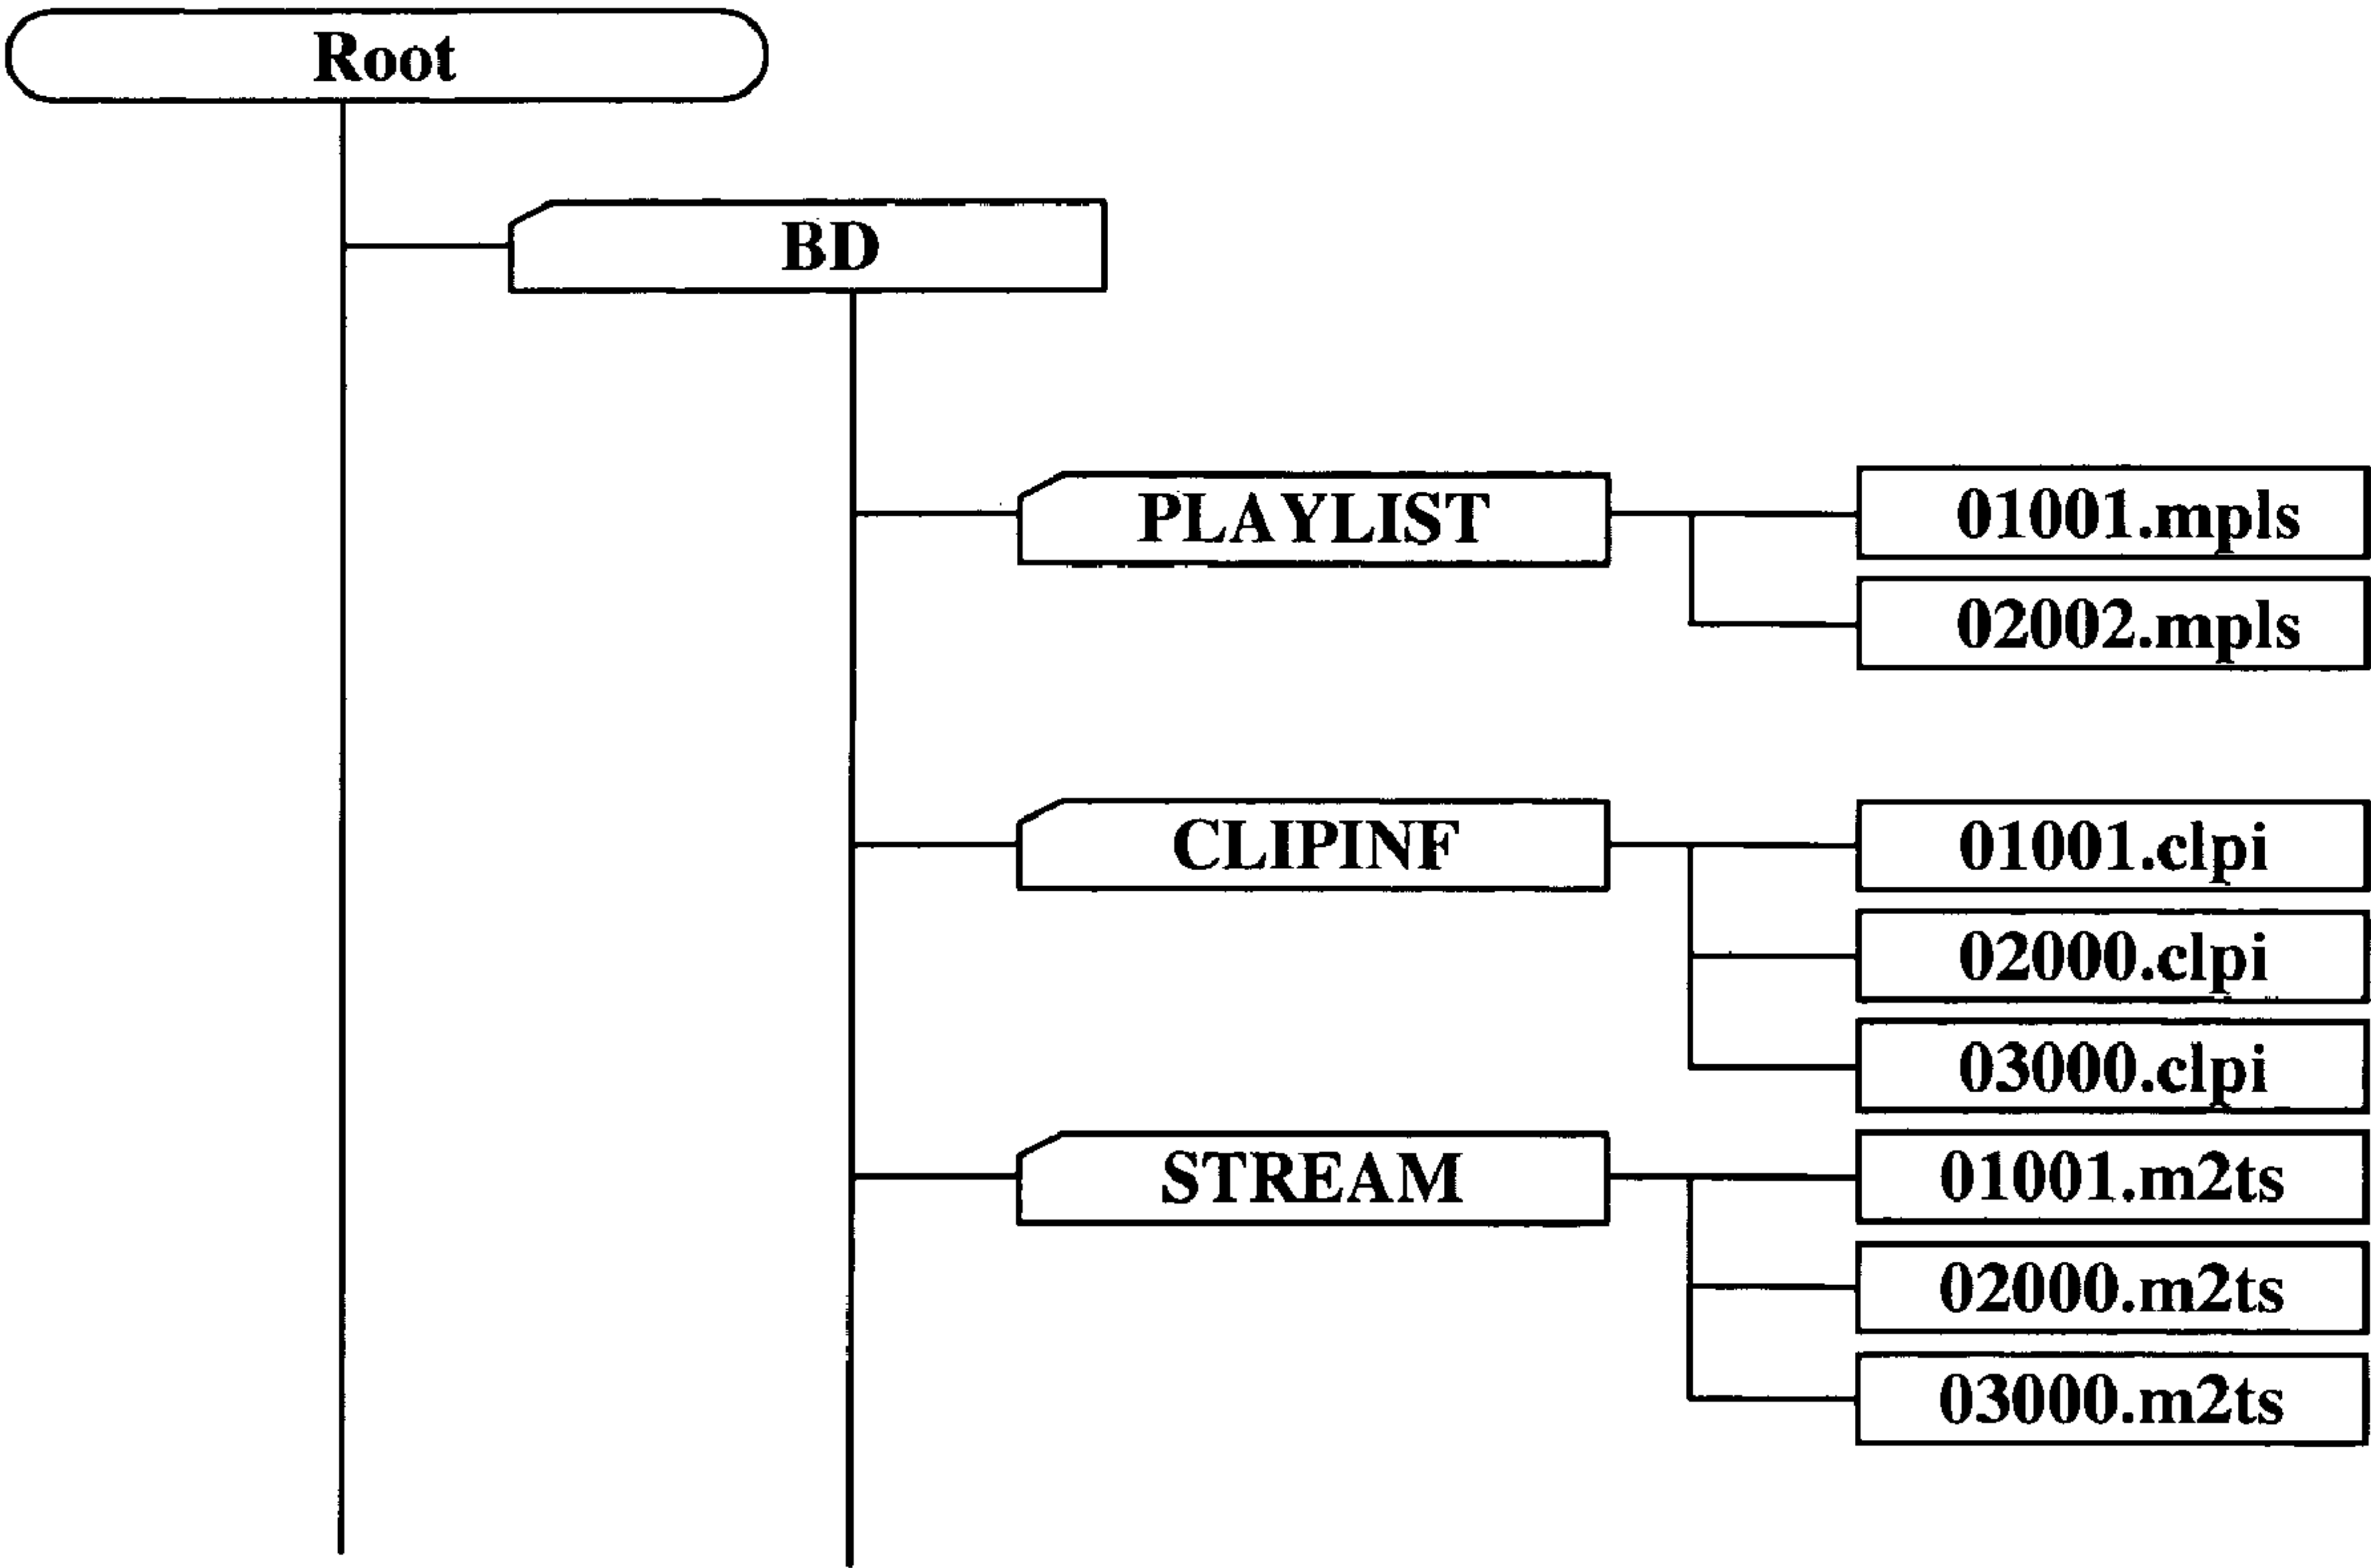 Root
BD
PLAYLIST
01001.mpls
02002.mpls
CLIPINF
01001.clpi
02000.clpi
03000.clpi
STREAM
01001.m2ts
02000.m2ts
03000.m2ts